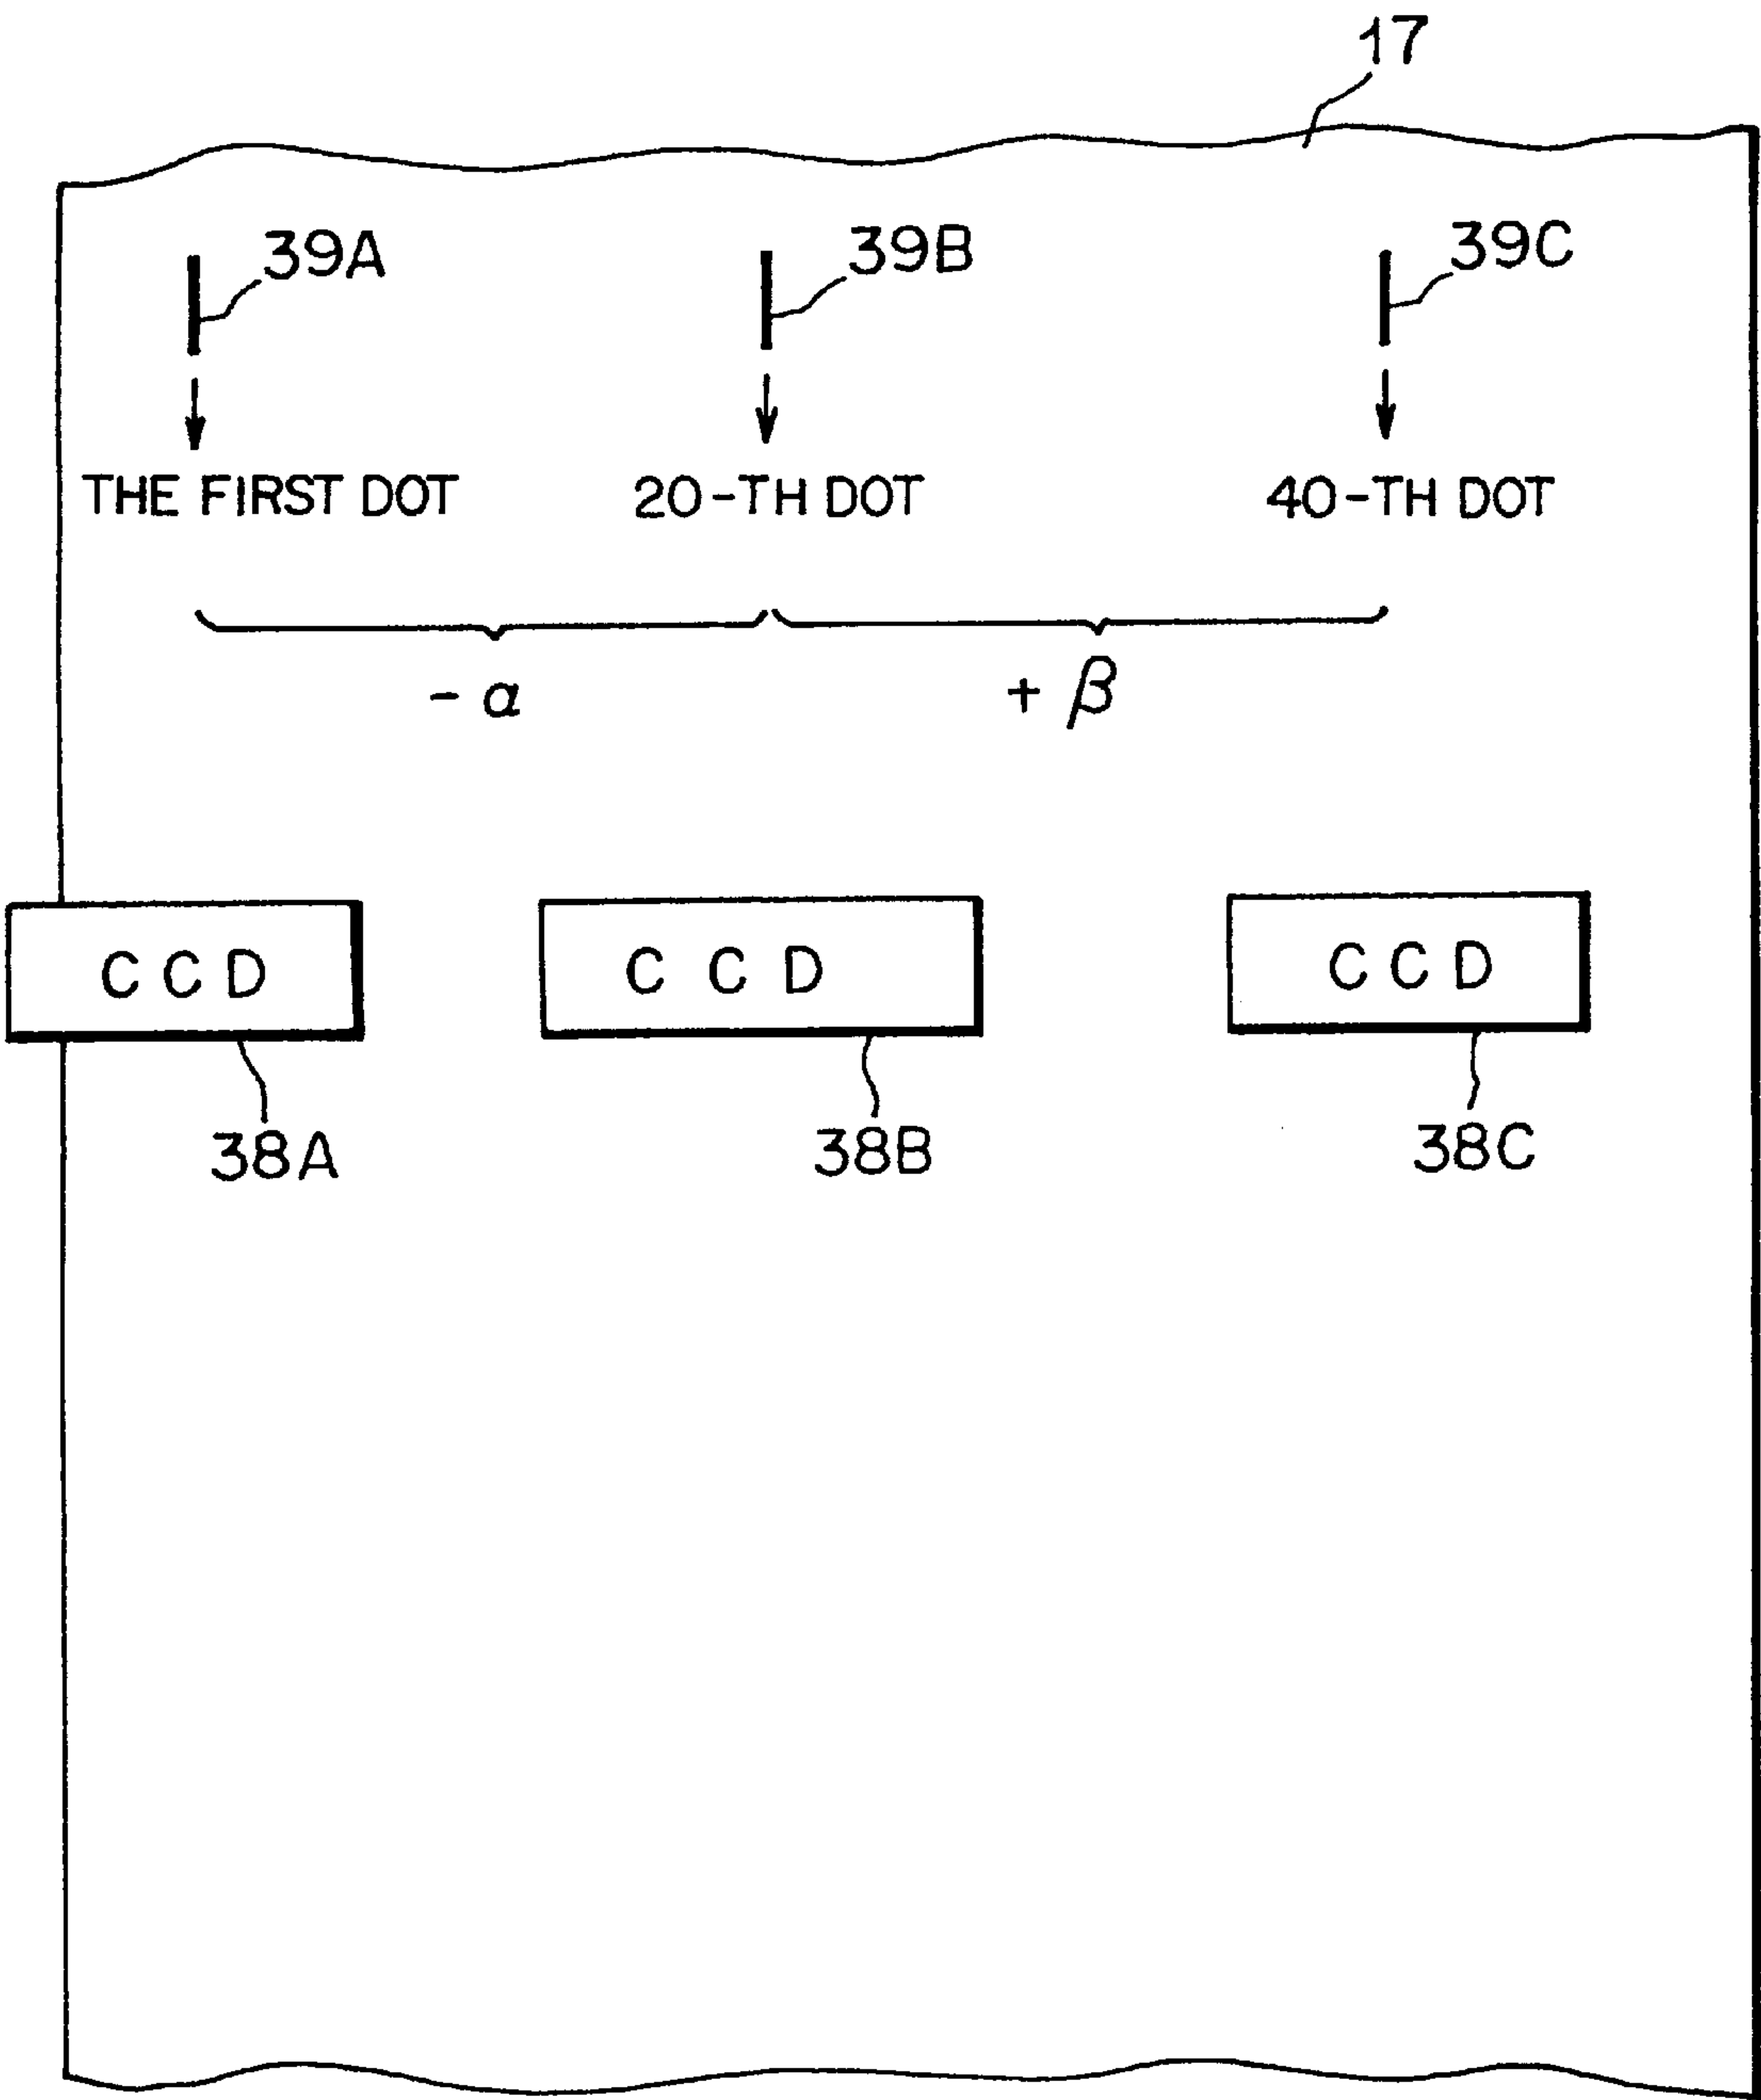 17
39A 39B 39C
THE FIRST DOT 20-TH DOT 40-TH DOT
- α + β
CCD CCD CCD
38A 38B 38C